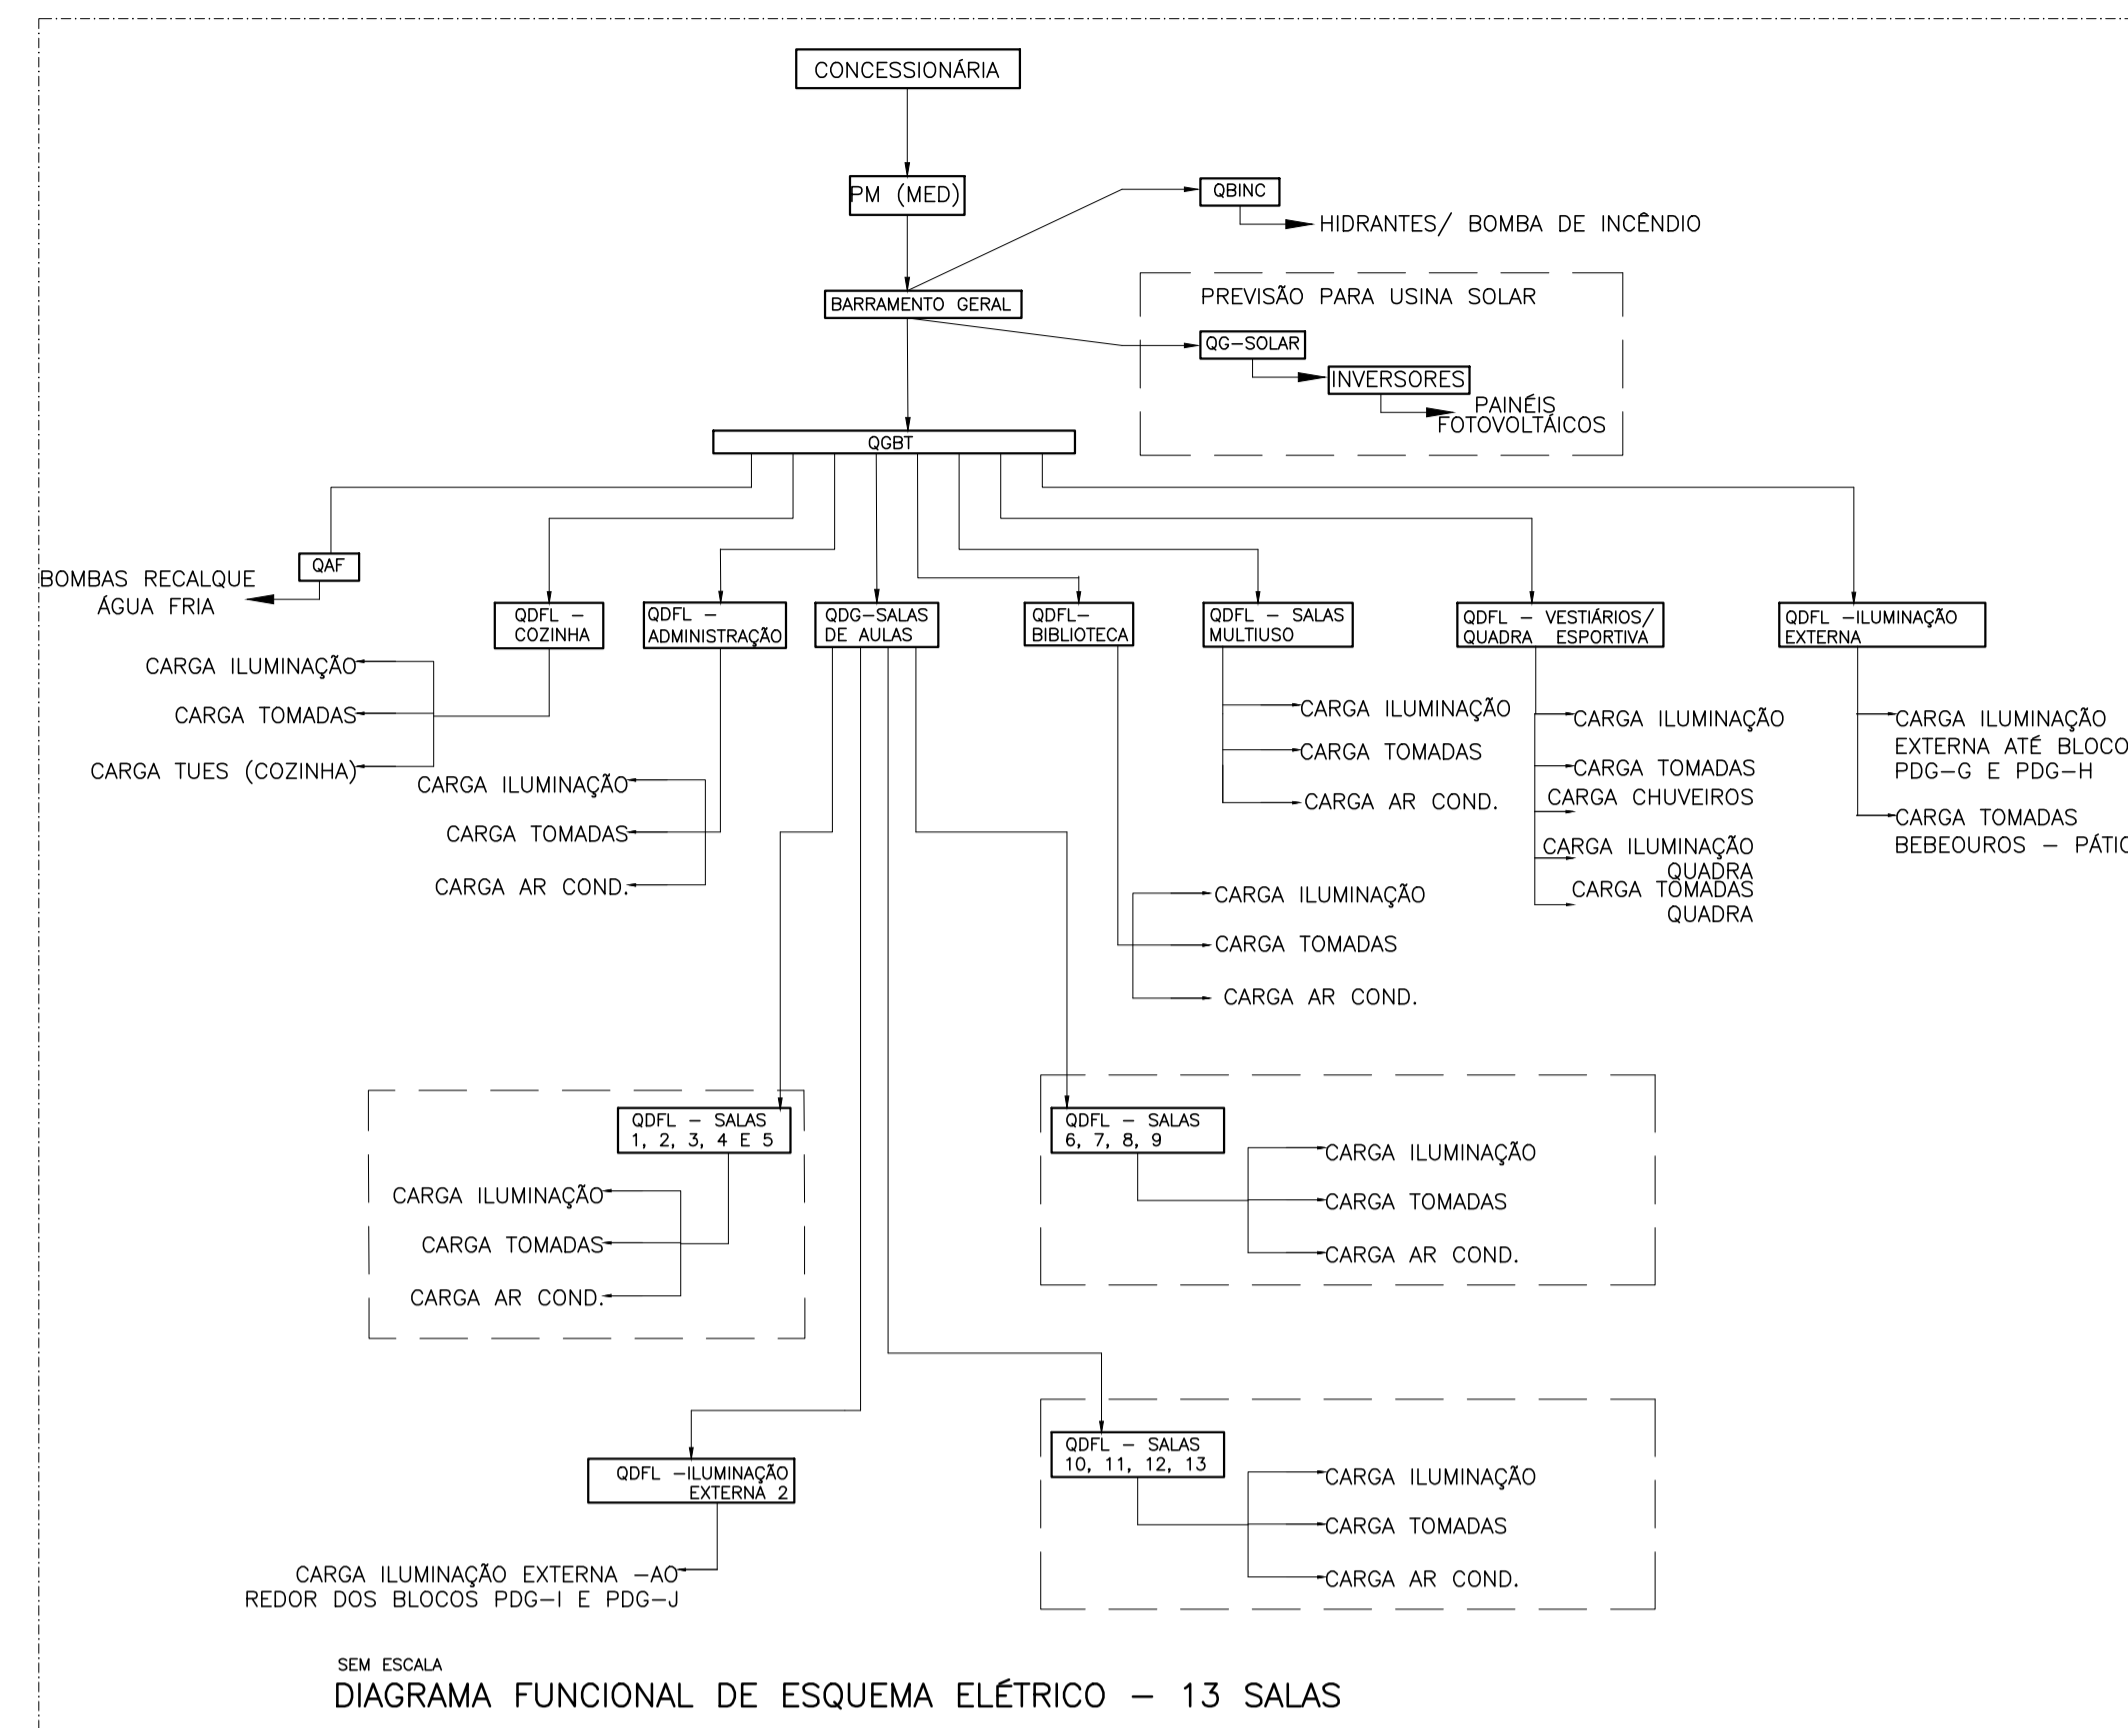 CONCESSIONÁRIA
PM (MED)
QBINC
HIDRANTES/ BOMBA DE INCÊNDIO
BARRAMENTO GERAL
PREVISÃO PARA USINA SOLAR
QG-SOLAR
INVERSORES
PAINÉIS
FOTOVOLTÁICOS
QGBT
QAF
BOMBAS RECALQUE
ÁGUA FRIA
QDFL -
COZINHA
QDFL -
ADMINISTRAÇÃO
QDG-SALAS
DE AULAS
QDFL-
BIBLIOTECA
QDFL - SALAS
MULTIUSO
QDFL - VESTIÁRIOS/
QUADRA ESPORTIVA
QDFL -ILUMINAÇÃO
EXTERNA
CARGA ILUMINAÇÃO
CARGA TOMADAS
CARGA TUES (COZINHA)
CARGA ILUMINAÇÃO
CARGA TOMADAS
CARGA AR COND.
CARGA ILUMINAÇÃO
CARGA TOMADAS
CARGA AR COND.
CARGA ILUMINAÇÃO
CARGA TOMADAS
CARGA AR COND.
CARGA ILUMINAÇÃO
CARGA TOMADAS
CARGA CHUVEIROS
CARGA ILUMINAÇÃO
QUADRA
CARGA TOMADAS
QUADRA
CARGA ILUMINAÇÃO
EXTERNA ATÉ BLOCO
PDG-G E PDG-H
CARGA TOMADAS
BEBEOUROS - PÁTIO
QDFL - SALAS
1, 2, 3, 4 E 5
CARGA ILUMINAÇÃO
CARGA TOMADAS
CARGA AR COND.
QDFL - SALAS
6, 7, 8, 9
CARGA ILUMINAÇÃO
CARGA TOMADAS
CARGA AR COND.
QDFL -ILUMINAÇÃO
EXTERNA 2
CARGA ILUMINAÇÃO EXTERNA -AO
REDOR DOS BLOCOS PDG-I E PDG-J
QDFL - SALAS
10, 11, 12, 13
CARGA ILUMINAÇÃO
CARGA TOMADAS
CARGA AR COND.
SEM ESCALA
DIAGRAMA FUNCIONAL DE ESQUEMA ELÉTRICO - 13 SALAS